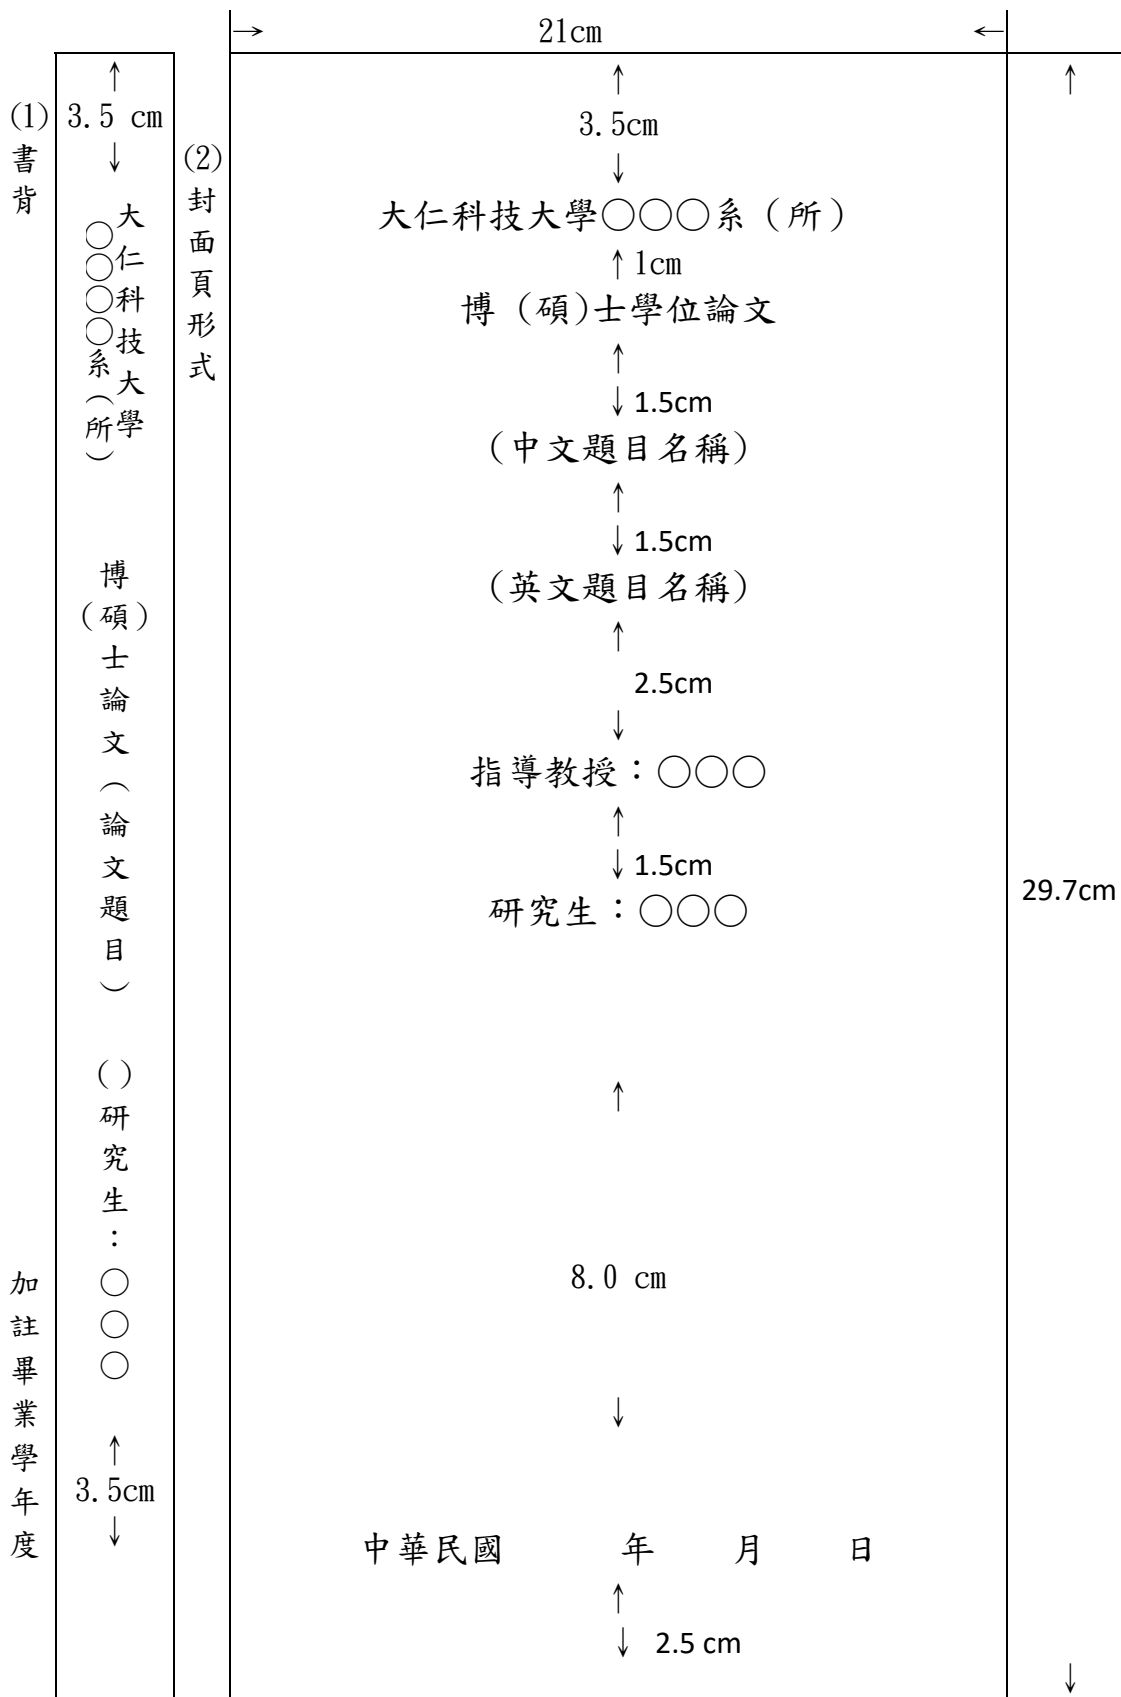 → 21cm ←
(1)書背
↑
3.5 cm
↓
大仁科技大學
○○○○系（所）
博(碩)士論文（論文題目）
( )研究生：○○○
↑
3.5cm
↓
加註畢業學年度
(2)封面頁形式
↑
3.5cm
↓
大仁科技大學○○○系（所）
↑1cm
博（碩)士學位論文
↑
↓1.5cm
(中文題目名稱)
↑
↓1.5cm
(英文題目名稱)
↑
2.5cm
↓
指導教授：○○○
↑
↓1.5cm
研究生：○○○
↑
8.0 cm
↓
中華民國 年 月 日
↑
↓ 2.5 cm
↑
29.7cm
↓